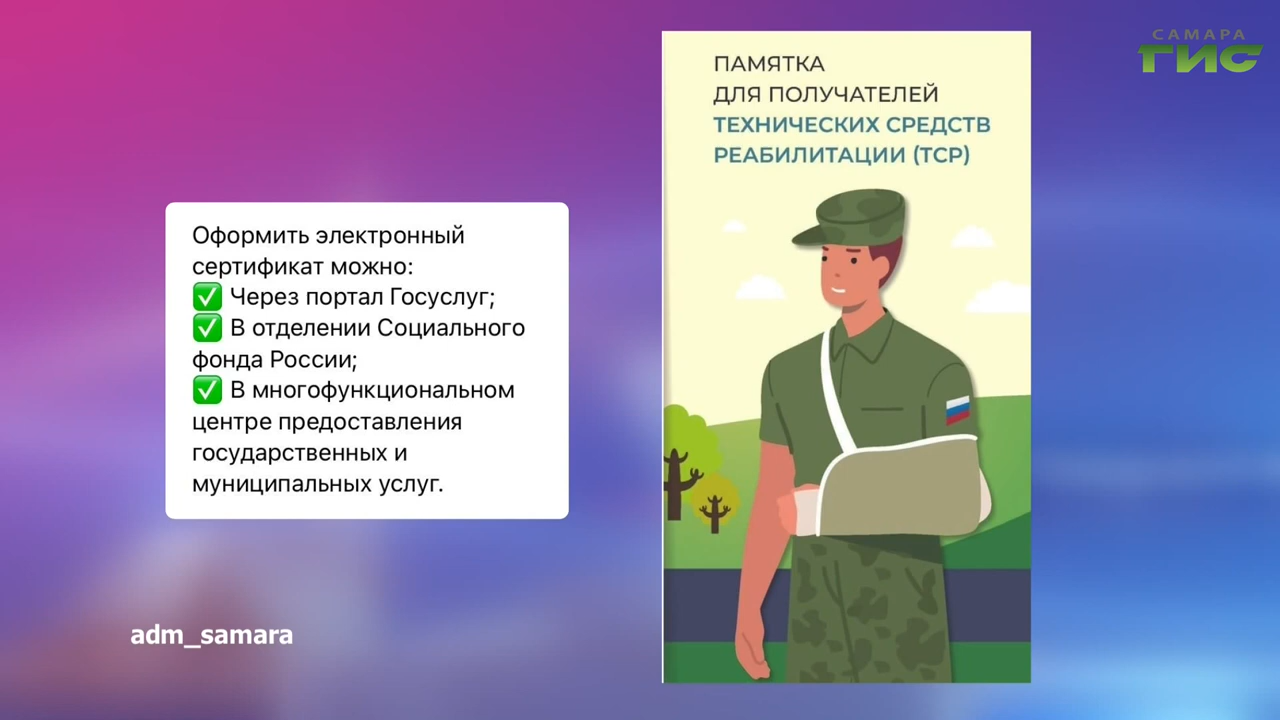 САМАРА
ГИС
ПАМЯТКА
ДЛЯ ПОЛУЧАТЕЛЕЙ
ТЕХНИЧЕСКИХ СРЕДСТВ
РЕАБИЛИТАЦИИ (ТСР)
Оформить электронный
сертификат можно:
✅ Через портал Госуслуг;
✅ В отделении Социального
фонда России;
✅ В многофункциональном
центре предоставления
государственных и
муниципальных услуг.
adm_samara